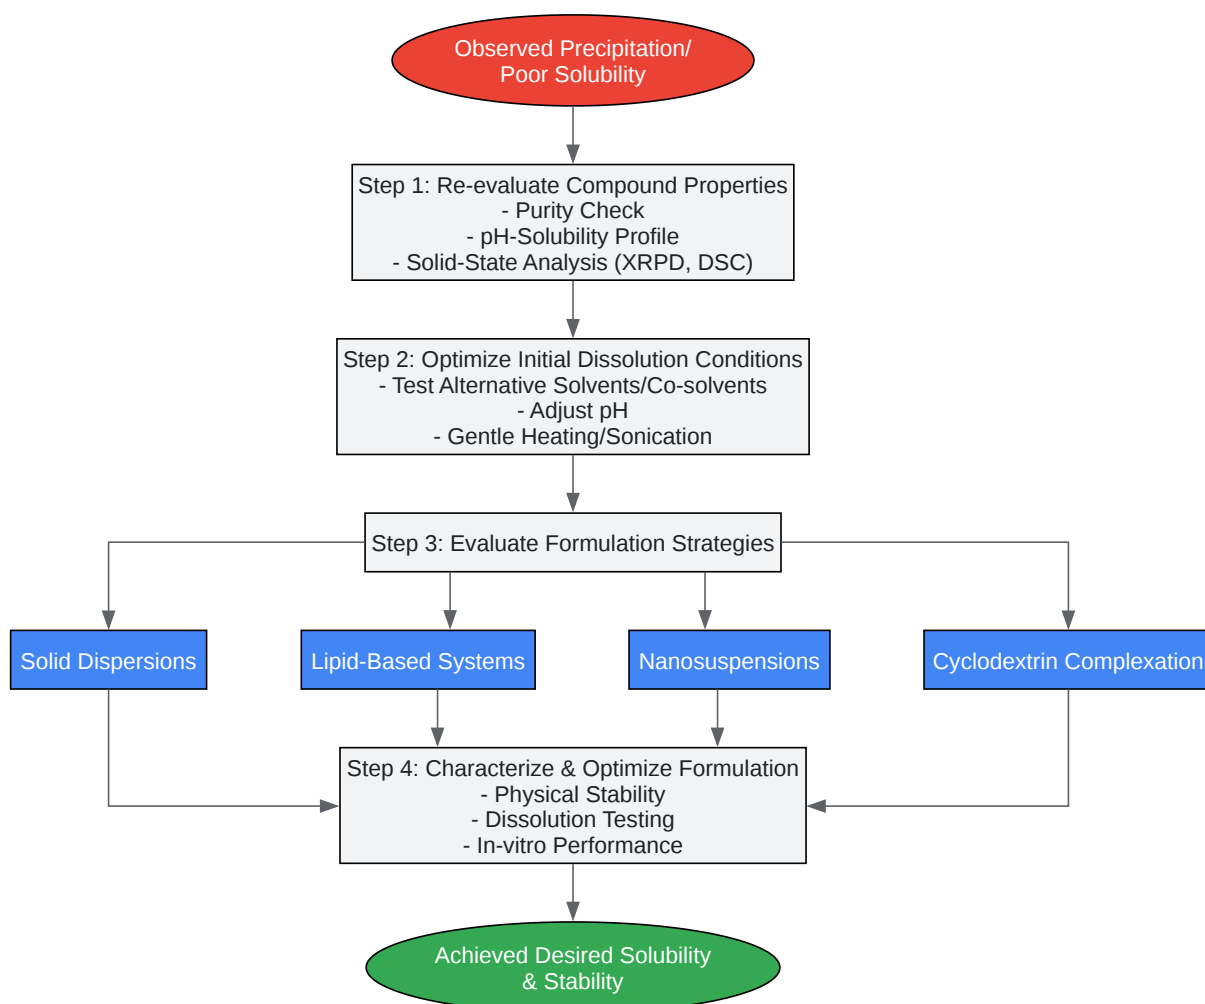 Observed Precipitation/
Poor Solubility
Step 1: Re-evaluate Compound Properties
- Purity Check
- pH-Solubility Profile
- Solid-State Analysis (XRPD, DSC)
Step 2: Optimize Initial Dissolution Conditions
- Test Alternative Solvents/Co-solvents
- Adjust pH
- Gentle Heating/Sonication
Step 3: Evaluate Formulation Strategies
Solid Dispersions
Lipid-Based Systems
Nanosuspensions
Cyclodextrin Complexation
Step 4: Characterize & Optimize Formulation
- Physical Stability
- Dissolution Testing
- In-vitro Performance
Achieved Desired Solubility
& Stability